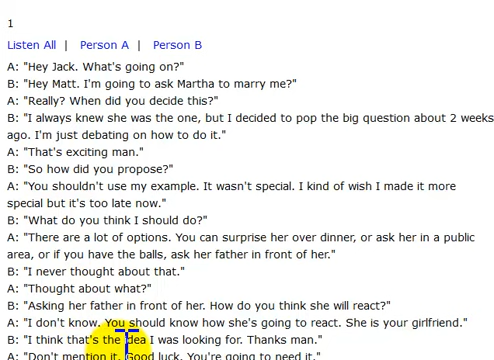 1
Listen All | Person A | Person B
A: "Hey Jack. What's going on?"
B: "Hey Matt. I'm going to ask Martha to marry me?"
A: "Really? When did you decide this?"
B: "I always knew she was the one, but I decided to pop the big question about 2 weeks
ago. I'm just debating on how to do it."
A: "That's exciting man."
B: "So how did you propose?"
A: "You shouldn't use my example. It wasn't special. I kind of wish I made it more
special but it's too late now."
B: "What do you think I should do?"
A: "There are a lot of options. You can surprise her over dinner, or ask her in a public
area, or if you have the balls, ask her father in front of her."
B: "I never thought about that."
A: "Thought about what?"
B: "Asking her father in front of her. How do you think she will react?"
A: "I don't know. You should know how she's going to react. She is your girlfriend."
B: "I think that's the idea I was looking for. Thanks man."
A: "Don't mention it. Good luck. You're going to need it."